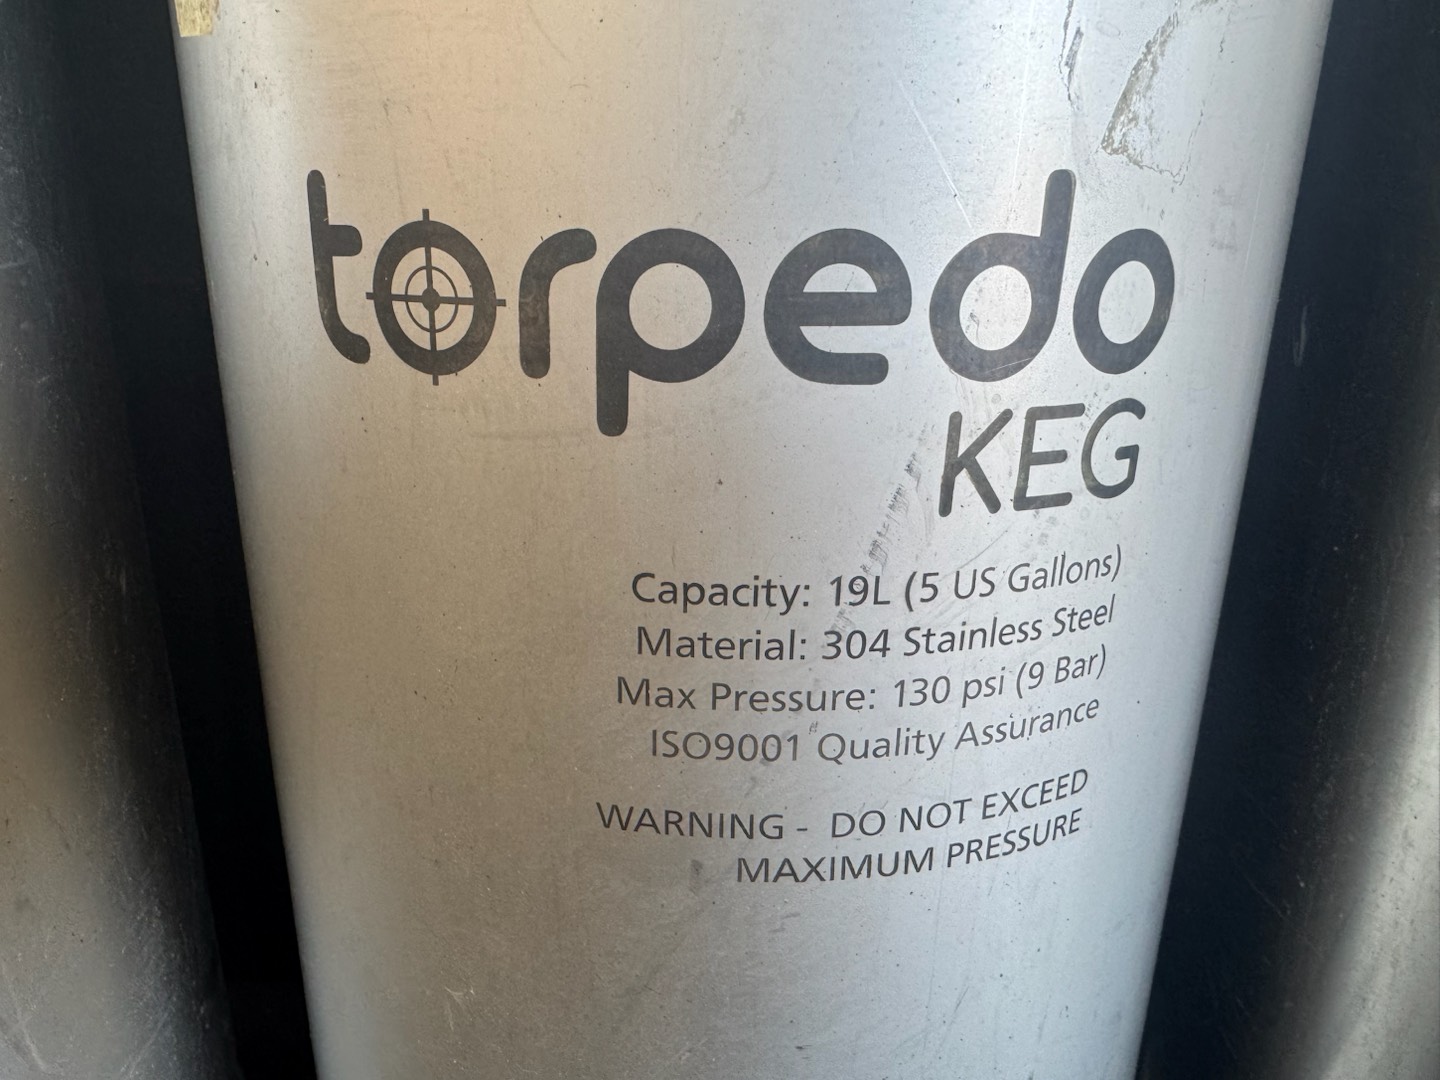 torpedo
KEG
Capacity: 19L (5 US Gallons)
Material: 304 Stainless Steel
Max Pressure: 130 psi (9 Bar)
ISO9001 Quality Assurance
WARNING - DO NOT EXCEED
MAXIMUM PRESSURE